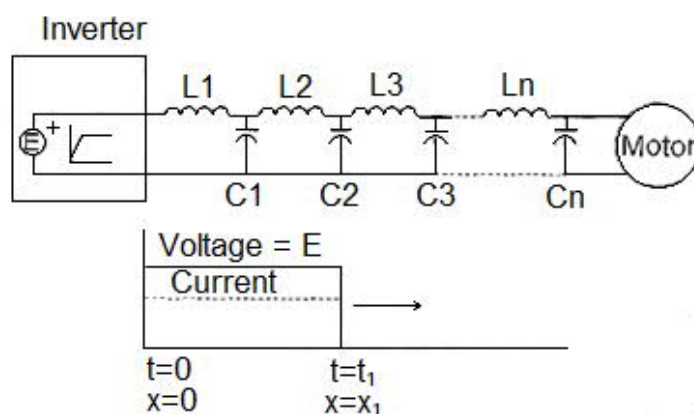 Inverter
L1 L2 L3 Ln
E + Motor
C1 C2 C3 Cn
Voltage = E
Current
t=0 t=t₁
x=0 x=x₁